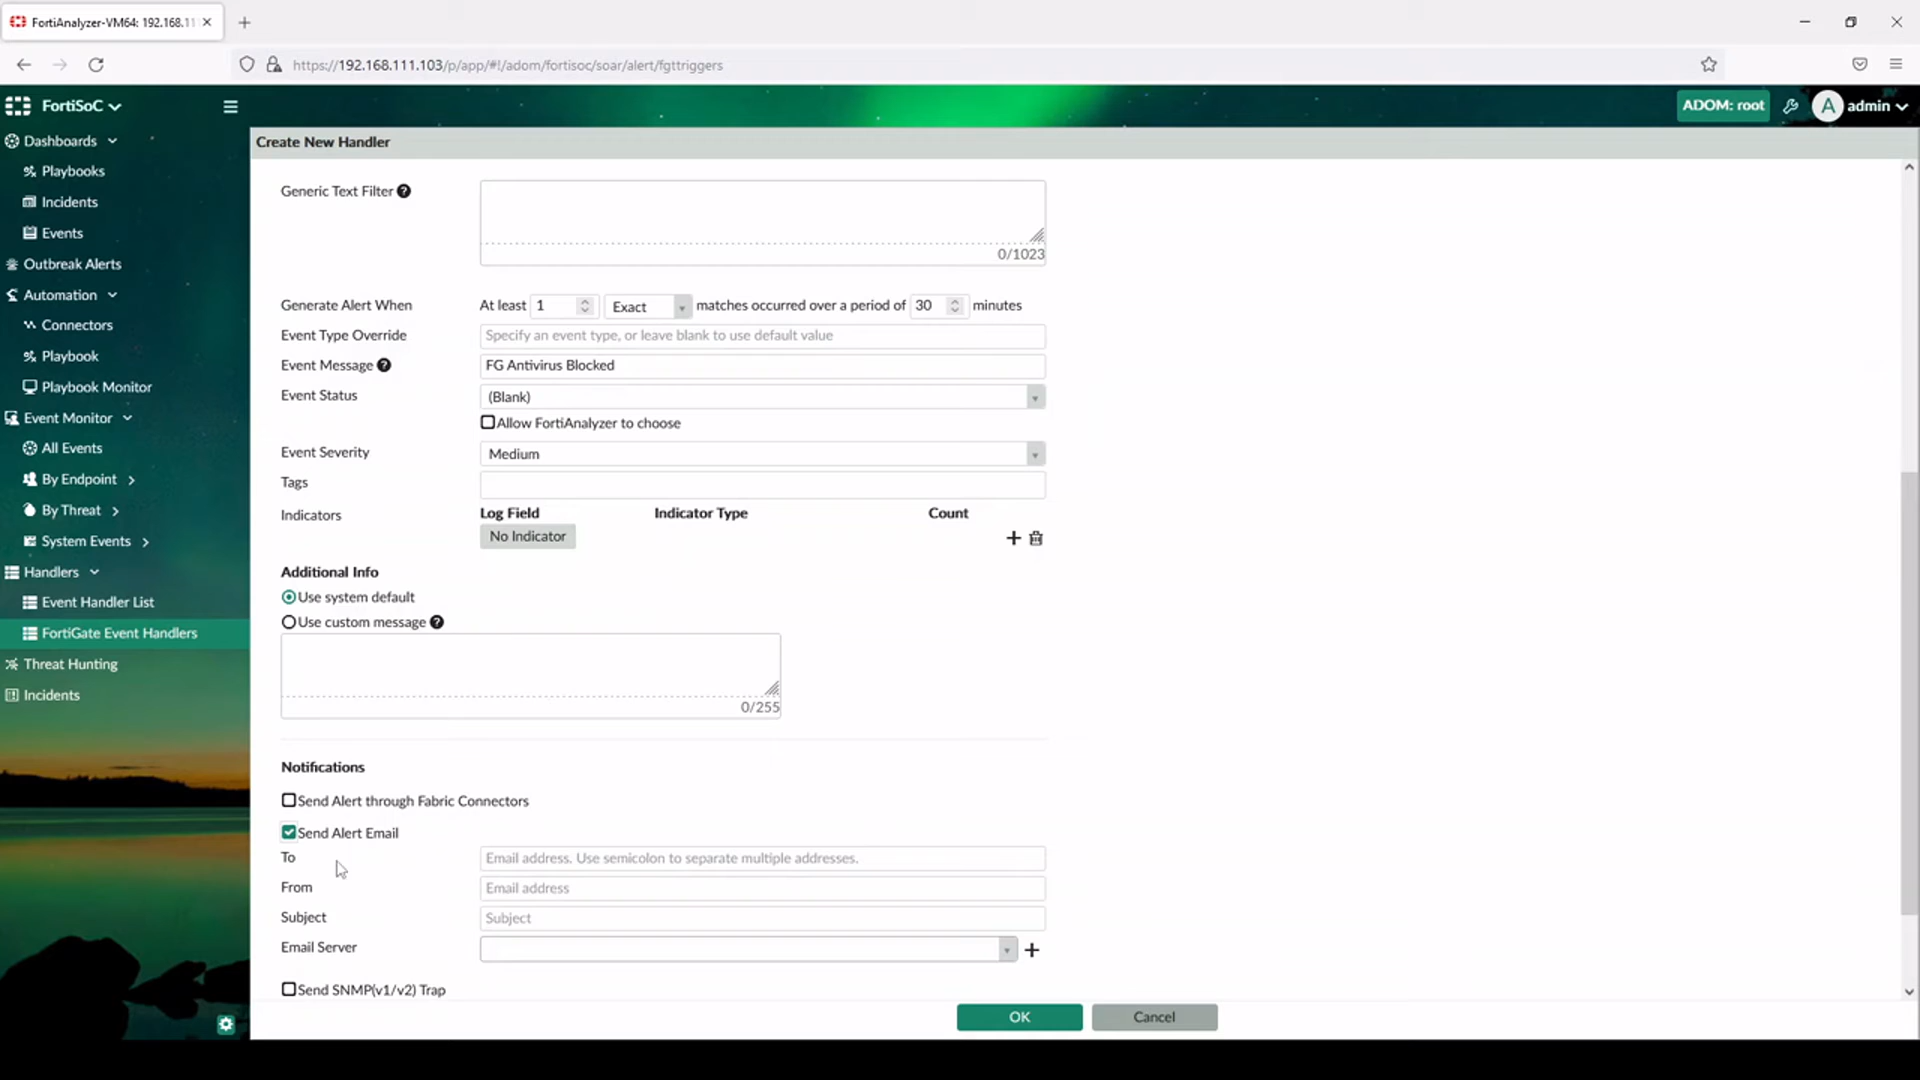 FortiAnalyzer-VM64: 192.168.11
https://192.168.111.103/p/app/#!/adom/fortisoc/soar/alert/fgttriggers
FortiSoC
ADOM: root
A
admin
Dashboards
Playbooks
Incidents
Events
Outbreak Alerts
Automation
Connectors
Playbook
Playbook Monitor
Event Monitor
All Events
By Endpoint
By Threat
System Events
Handlers
Event Handler List
FortiGate Event Handlers
Threat Hunting
Incidents
Create New Handler
Generic Text Filter
0/1023
Generate Alert When At least 1 Exact matches occurred over a period of 30 minutes
Event Type Override Specify an event type, or leave blank to use default value
Event Message FG Antivirus Blocked
Event Status (Blank)
Allow FortiAnalyzer to choose
Event Severity Medium
Tags
Indicators Log Field Indicator Type Count
No Indicator
Additional Info
Use system default
Use custom message
0/255
Notifications
Send Alert through Fabric Connectors
Send Alert Email
To Email address. Use semicolon to separate multiple addresses.
From Email address
Subject Subject
Email Server
Send SNMP(v1/v2) Trap
OK Cancel